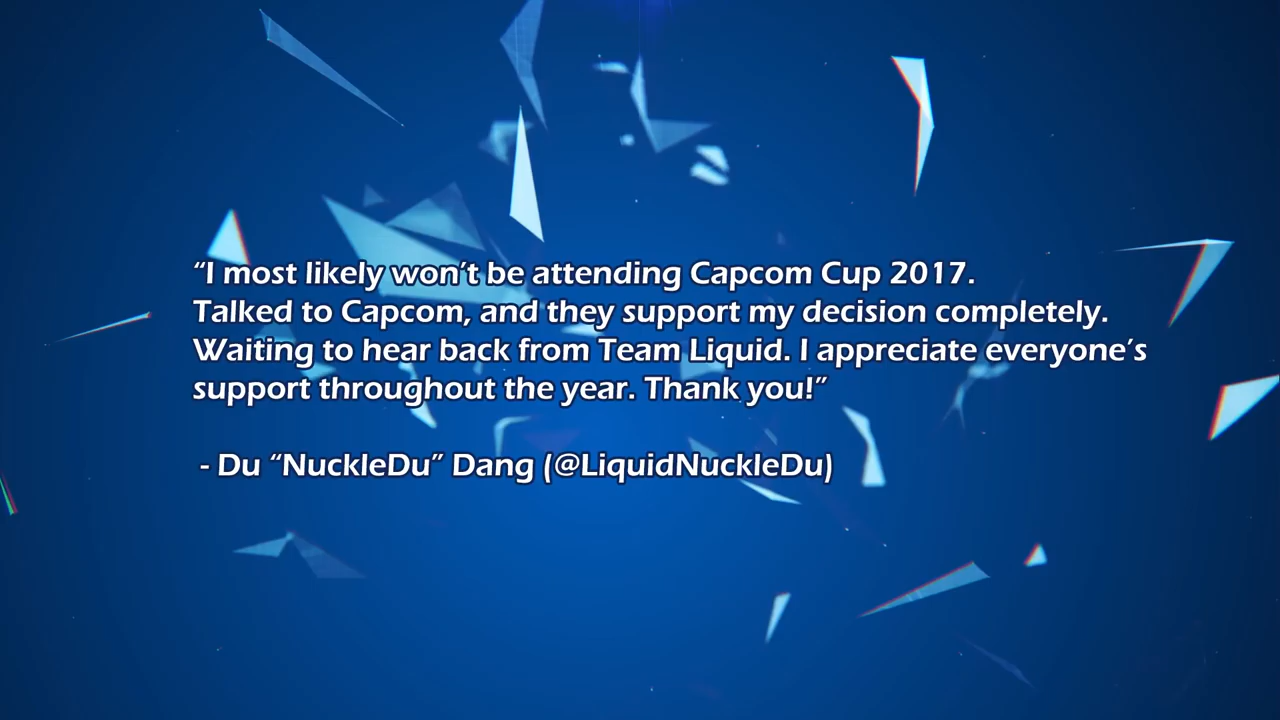 “I most likely won’t be attending Capcom Cup 2017.
Talked to Capcom, and they support my decision completely.
Waiting to hear back from Team Liquid. I appreciate everyone’s
support throughout the year. Thank you!”
- Du “NuckleDu” Dang (@LiquidNuckleDu)